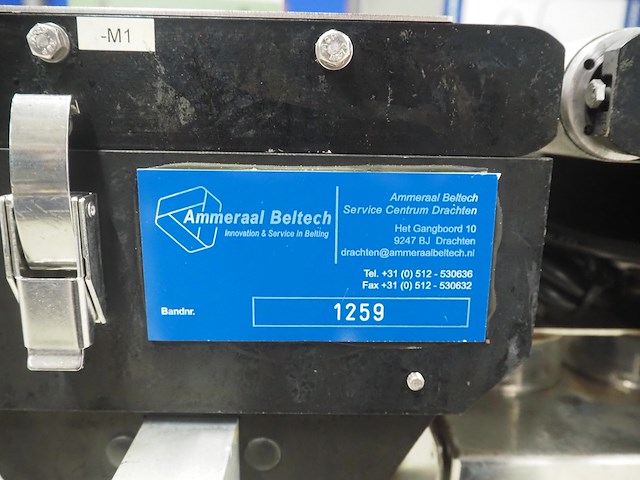 -M1
Ammeraal Beltech
Innovation & Service in Belting
Ammeraal Beltech
Service Centrum Drachten
Het Gangboord 10
9247 BJ Drachten
drachten@ammeraalbeltech.nl
Tel. +31 (0) 512 - 530636
Fax +31 (0) 512 - 530632
Bandnr. 1259